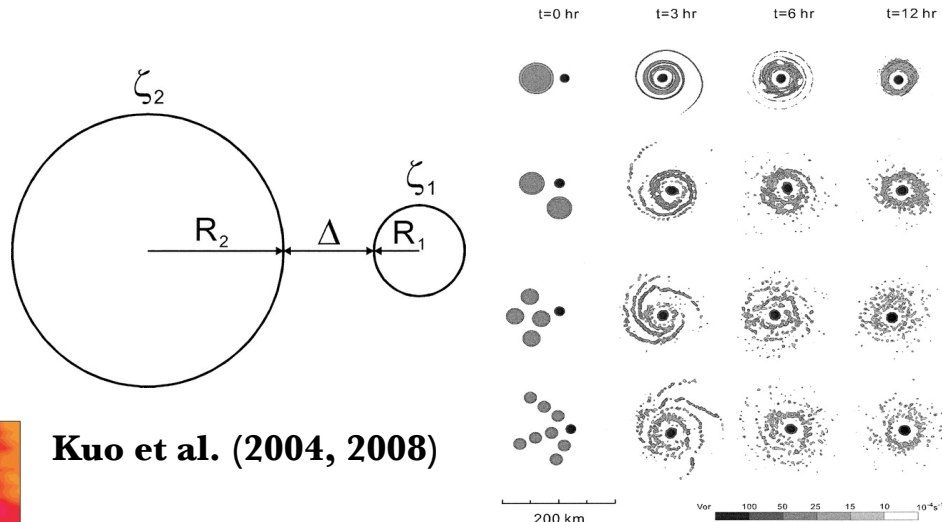 t=0 hr t=3 hr t=6 hr t=12 hr
ζ2
ζ1
R2 Δ R1
Kuo et al. (2004, 2008)
200 km
Vor 100 50 25 15 10 10⁻⁴s⁻¹